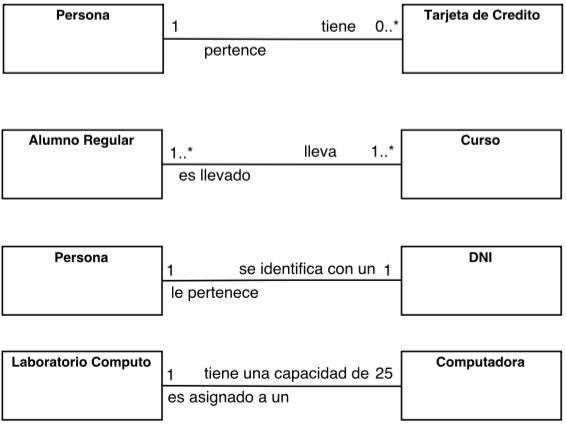 Persona
1 tiene 0..* Tarjeta de Credito
pertence
Alumno Regular
1..* lleva 1..* Curso
es llevado
Persona
1 se identifica con un 1 DNI
le pertenece
Laboratorio Computo
1 tiene una capacidad de 25 Computadora
es asignado a un